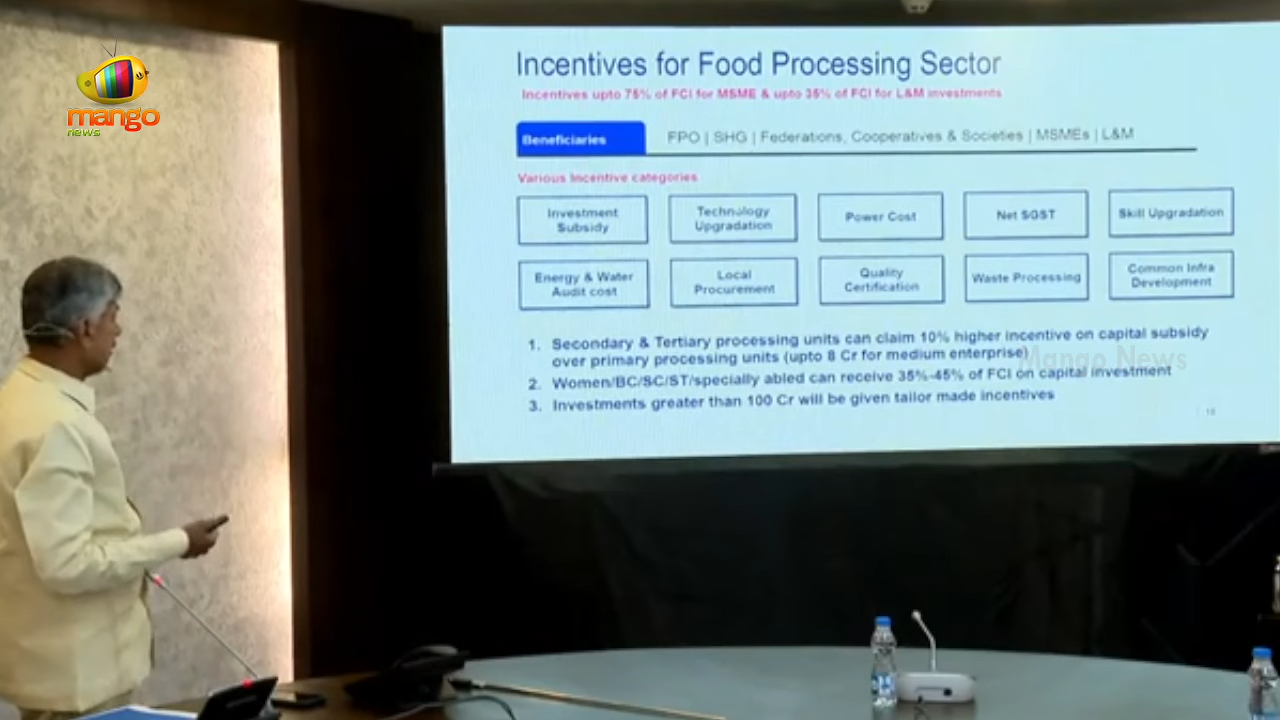 mango
news
Incentives for Food Processing Sector
Incentives upto 75% of FCI for MSME & upto 35% of FCI for L&M investments
Beneficiaries
FPO | SHG | Federations, Cooperatives & Societies | MSMEs | L&M
Various Incentive categories
Investment
Subsidy
Technology
Upgradation
Power Cost
Net SGST
Skill Upgradation
Energy & Water
Audit cost
Local
Procurement
Quality
Certification
Waste Processing
Common Infra
Development
1. Secondary & Tertiary processing units can claim 10% higher incentive on capital subsidy
over primary processing units (upto 8 Cr for medium enterprise)
Mango News
2. Women/BC/SC/ST/specially abled can receive 35%-45% of FCI on capital investment
3. Investments greater than 100 Cr will be given tailor made incentives